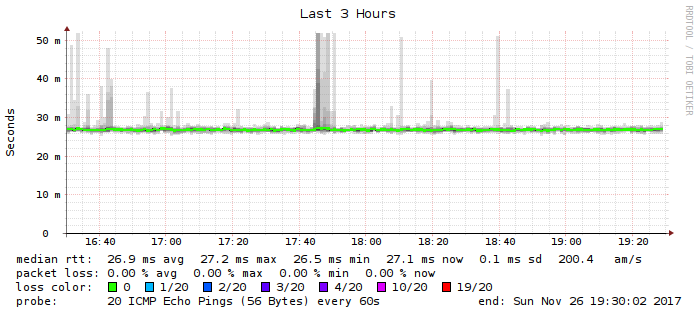 Last 3 Hours
RRDTOOL / TOBI OETIKER
Seconds
50 m
40 m
30 m
20 m
10 m
0
16:40 17:00 17:20 17:40 18:00 18:20 18:40 19:00 19:20
median rtt: 26.9 ms avg 27.2 ms max 26.5 ms min 27.1 ms now 0.1 ms sd 200.4 am/s
packet loss: 0.00 % avg 0.00 % max 0.00 % min 0.00 % now
loss color: 0 1/20 2/20 3/20 4/20 10/20 19/20
probe: 20 ICMP Echo Pings (56 Bytes) every 60s end: Sun Nov 26 19:30:02 2017